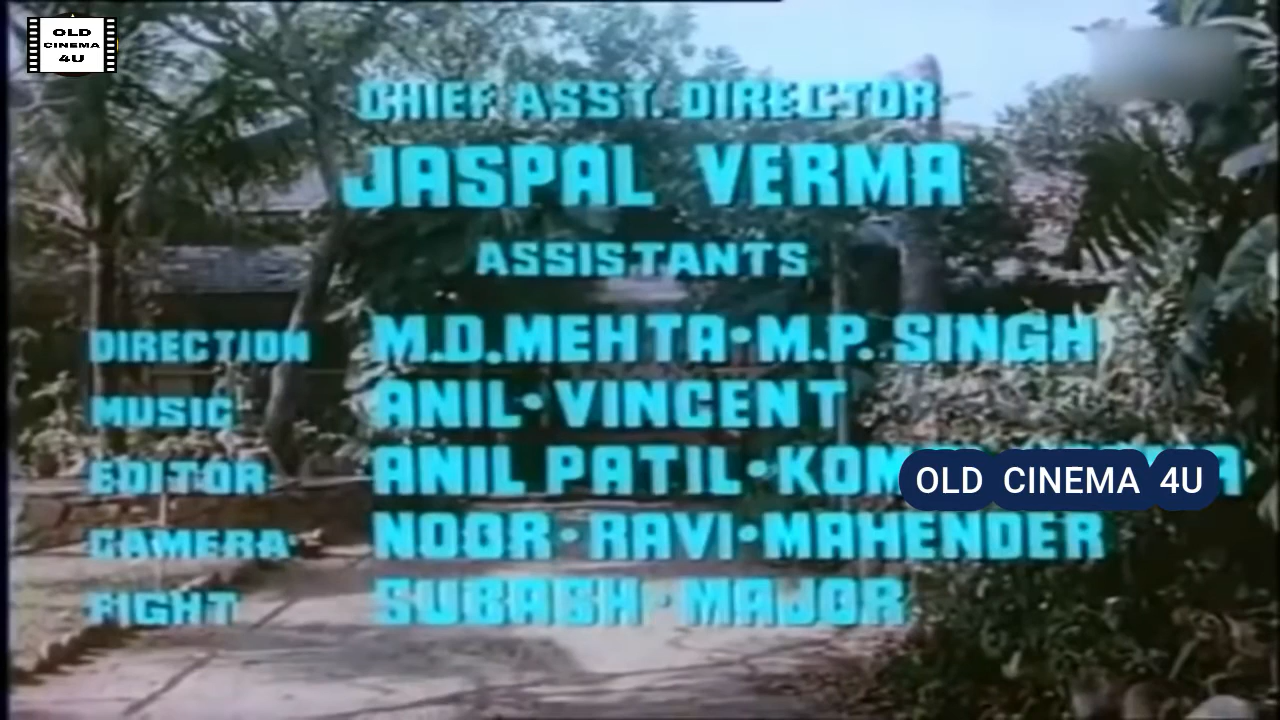 OLD
CINEMA
4U
CHIEF ASST. DIRECTOR
JASPAL VERMA
ASSISTANTS
DIRECTION M.D.MEHTA•M.P. SINGH
MUSIC ANIL•VINCENT
EDITOR ANIL PATIL•
OLD CINEMA 4U
CAMERA NOOR•RAVI•MAHENDER
FIGHT SUBASH•MAJOR